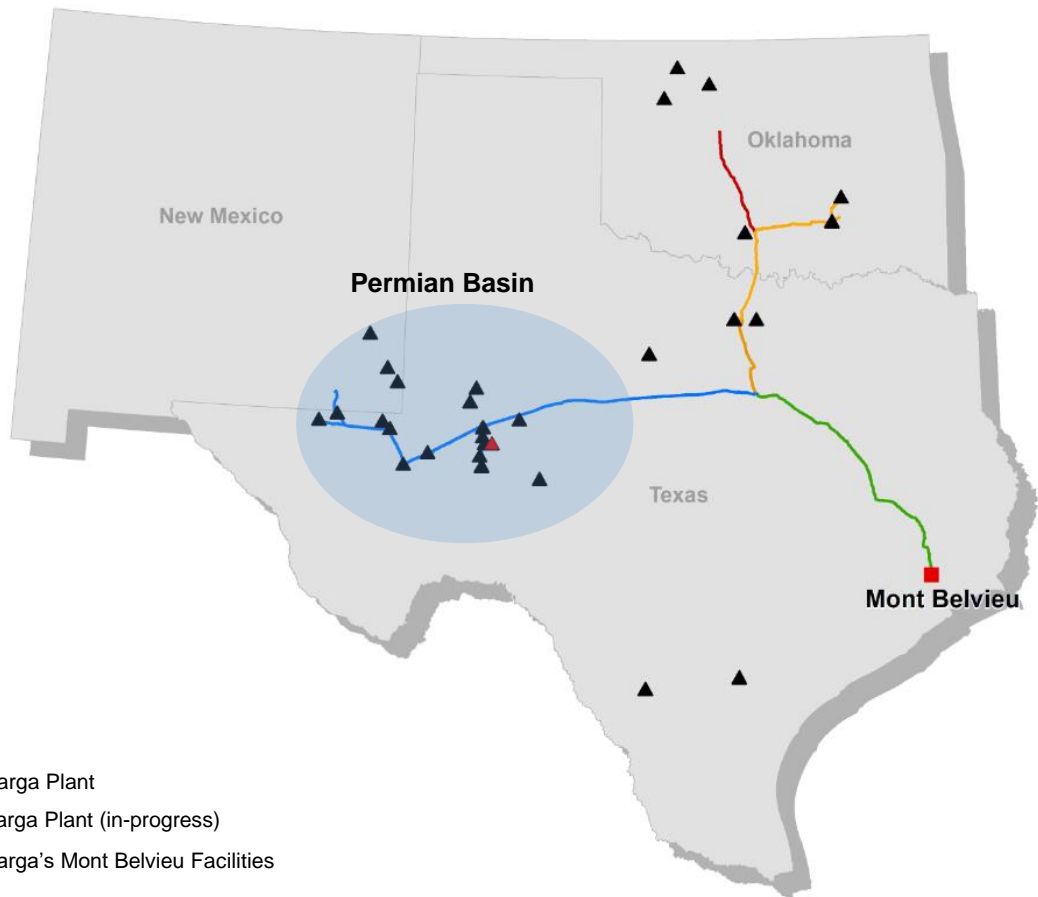 Oklahoma
New Mexico
Permian Basin
Texas
Mont Belvieu
arga Plant
arga Plant (in-progress)
arga's Mont Belvieu Facilities